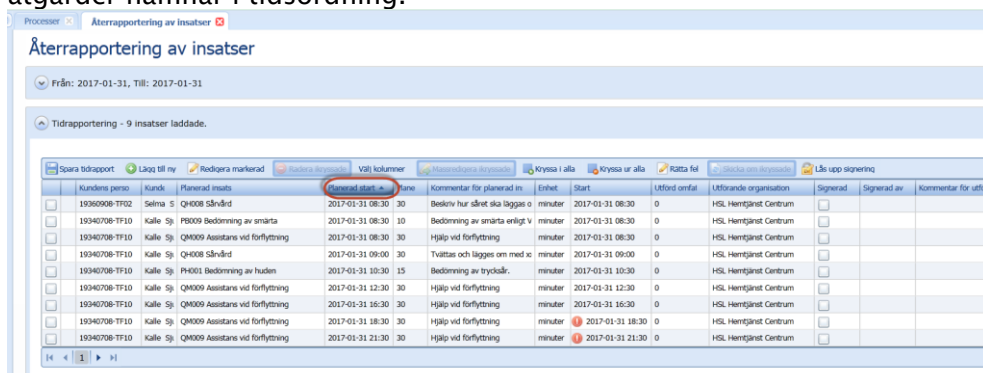 åtgärder hamnar i tidsordning.
Processer Återrapportering av insatser
Återrapportering av insatser
Från: 2017-01-31, Till: 2017-01-31
Tidrapportering - 9 insatser laddade.
Spara tidrapport Lägg till ny Redigera markerad Radera ikryssade Välj kolumner Massredigera ikryssade Kryssa i alla Kryssa ur alla Rätta fel Skicka om ikryssade Lås upp signering
Kundens perso Kunde Planerad insats Planerad start Plane Kommentar för planerad in Enhet Start Utförd omfat Utförande organisation Signerad Signerad av Kommentar för utfö
19360908-TF02 Selma S QH008 Sårvård 2017-01-31 08:30 30 Beskriv hur såret ska läggas o minuter 2017-01-31 08:30 0 HSL Hemtjänst Centrum
19340708-TF10 Kalle Sju PB009 Bedömning av smärta 2017-01-31 08:30 10 Bedömning av smärta enligt V minuter 2017-01-31 08:30 0 HSL Hemtjänst Centrum
19340708-TF10 Kalle Sju QM009 Assistans vid förflyttning 2017-01-31 08:30 30 Hjälp vid förflyttning minuter 2017-01-31 08:30 0 HSL Hemtjänst Centrum
19340708-TF10 Kalle Sju QH008 Sårvård 2017-01-31 09:00 30 Tvättas och lägges om med xx minuter 2017-01-31 09:00 0 HSL Hemtjänst Centrum
19340708-TF10 Kalle Sju PH001 Bedömning av huden 2017-01-31 10:30 15 Bedömning av trycksår. minuter 2017-01-31 10:30 0 HSL Hemtjänst Centrum
19340708-TF10 Kalle Sju QM009 Assistans vid förflyttning 2017-01-31 12:30 30 Hjälp vid förflyttning minuter 2017-01-31 12:30 0 HSL Hemtjänst Centrum
19340708-TF10 Kalle Sju QM009 Assistans vid förflyttning 2017-01-31 16:30 30 Hjälp vid förflyttning minuter 2017-01-31 16:30 0 HSL Hemtjänst Centrum
19340708-TF10 Kalle Sju QM009 Assistans vid förflyttning 2017-01-31 18:30 30 Hjälp vid förflyttning minuter 2017-01-31 18:30 0 HSL Hemtjänst Centrum
19340708-TF10 Kalle Sju QM009 Assistans vid förflyttning 2017-01-31 21:30 30 Hjälp vid förflyttning minuter 2017-01-31 21:30 0 HSL Hemtjänst Centrum
1